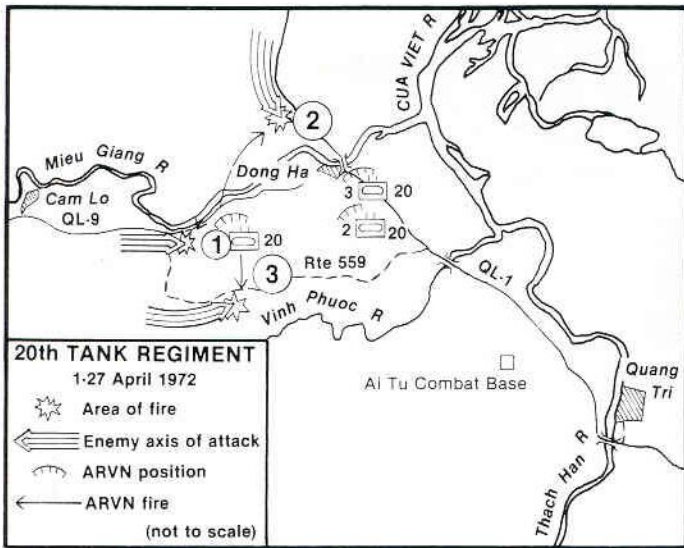 CUA VIET R
2
Mieu Giang R
Cam Lo
QL-9
Dong Ha
3 20
2 20
1 20
Rte 559
3
Vinh Phuoc R
QL-1
Ai Tu Combat Base
Quang
Tri
Thach Han R
20th TANK REGIMENT
1-27 April 1972
Area of fire
Enemy axis of attack
ARVN position
ARVN fire
(not to scale)